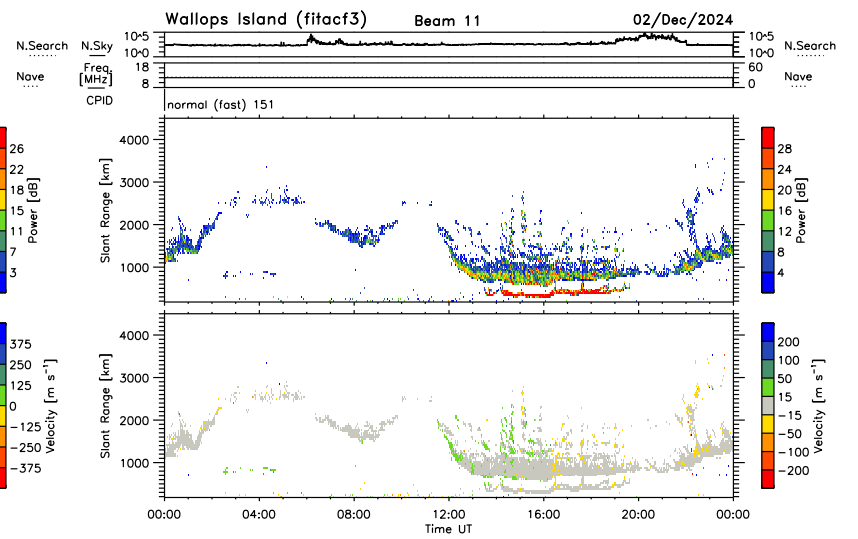 Wallops Island (fitacf3) Beam 11 02/Dec/2024
N.Search N.Sky 10^5 10^0 10^5 10^0 N.Search
Nave Freq. [MHz] 18 8 60 0 Nave
CPID normal (fast) 151
Power [dB] 26 22 18 15 11 7 3
Slant Range [km] 4000 3000 2000 1000
Power [dB] 28 24 20 16 12 8 4
Velocity [m s⁻¹] 375 250 125 0 −125 −250 −375
Slant Range [km] 4000 3000 2000 1000
Velocity [m s⁻¹] 200 100 50 15 −15 −50 −100 −200
00:00 04:00 08:00 12:00 16:00 20:00 00:00
Time UT